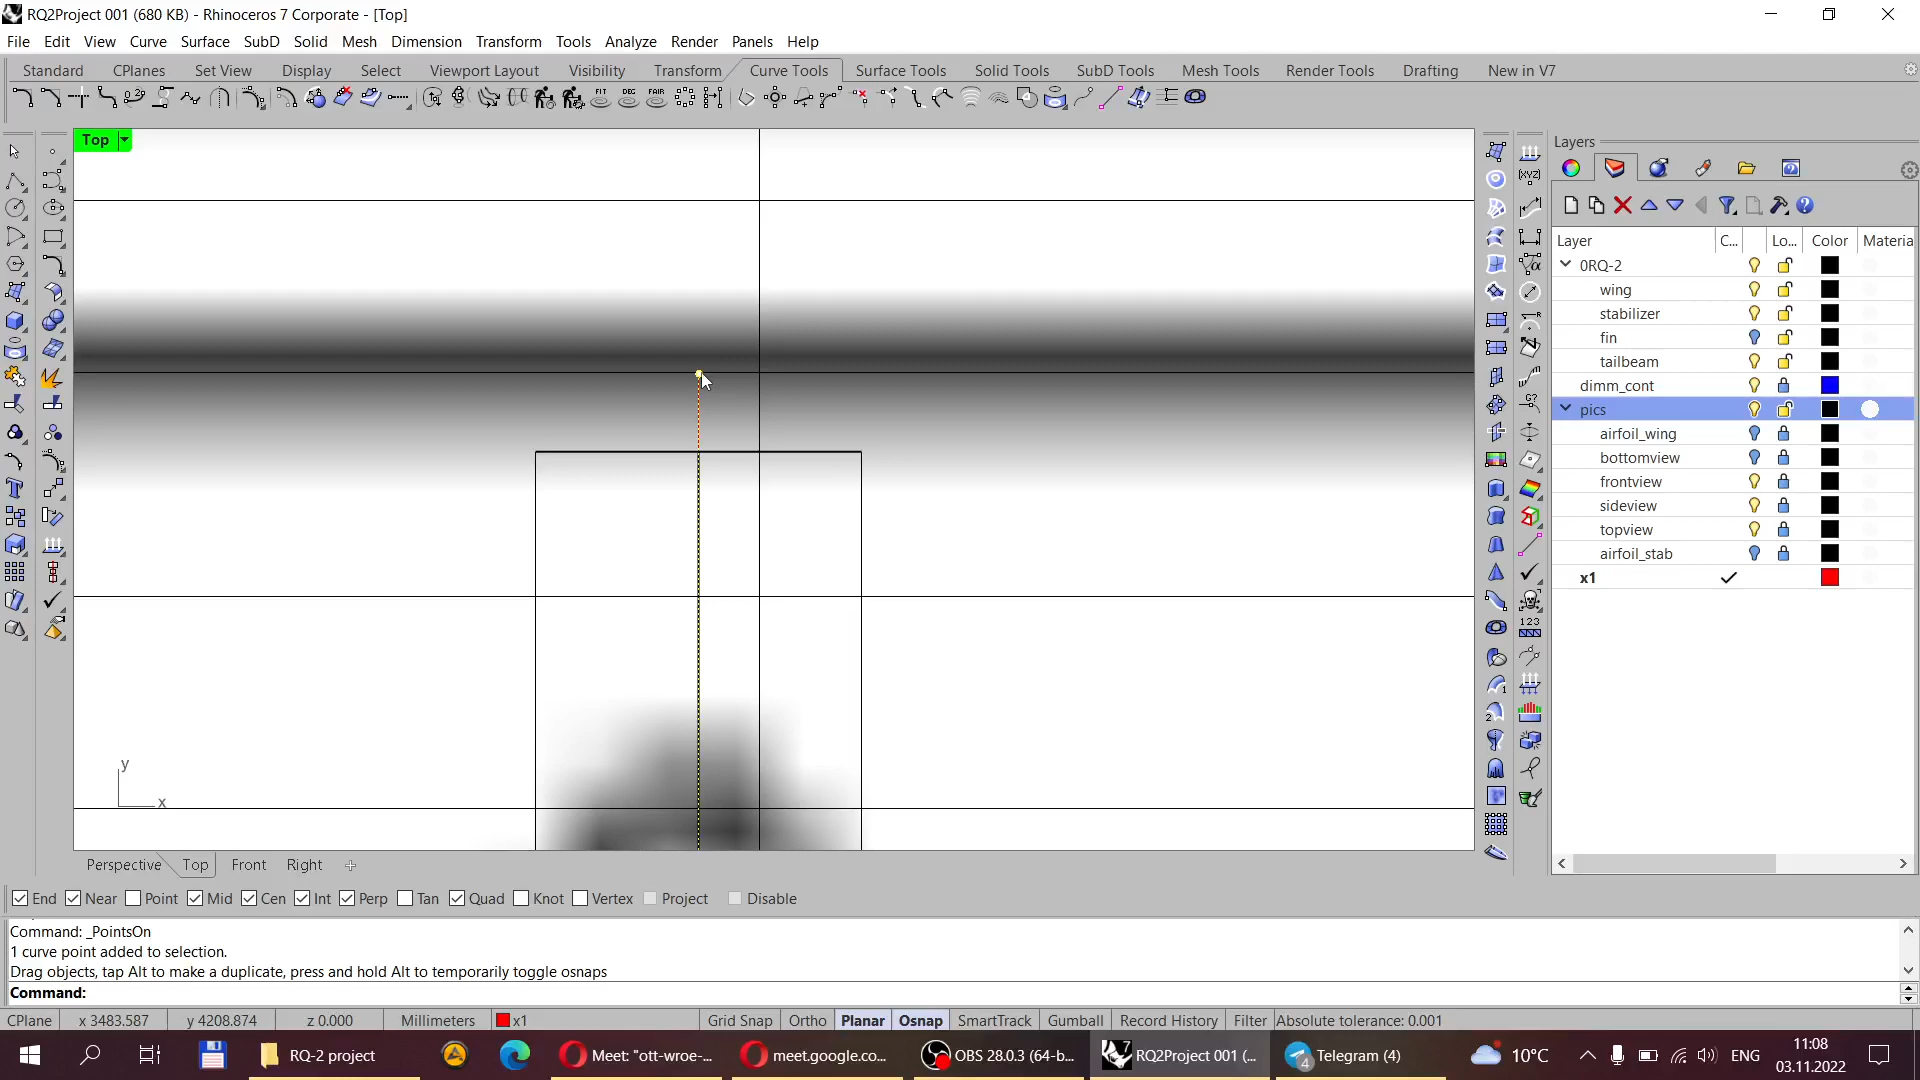 RQ2Project 001 (680 KB) - Rhinoceros 7 Corporate - [Top]
File Edit View Curve Surface SubD Solid Mesh Dimension Transform Tools Analyze Render Panels Help
Standard CPlanes Set View Display Select Viewport Layout Visibility Transform Curve Tools Surface Tools Solid Tools SubD Tools Mesh Tools Render Tools Drafting New in V7
FIT DEG FAIR
Top
Layers
Layer C... Lo... Color Materia
0RQ-2
wing
stabilizer
fin
tailbeam
dimm_cont
pics
airfoil_wing
bottomview
frontview
sideview
topview
airfoil_stab
x1
y
x
Perspective Top Front Right
End Near Point Mid Cen Int Perp Tan Quad Knot Vertex Project Disable
Command: _PointsOn
1 curve point added to selection.
Drag objects, tap Alt to make a duplicate, press and hold Alt to temporarily toggle osnaps
Command:
CPlane x 3483.587 y 4208.874 z 0.000 Millimeters x1 Grid Snap Ortho Planar Osnap SmartTrack Gumball Record History Filter Absolute tolerance: 0.001
RQ-2 project Meet: "ott-wroe-... meet.google.co... OBS 28.0.3 (64-b... RQ2Project 001 (... 4 Telegram (4) 10°C ENG 11:08
03.11.2022